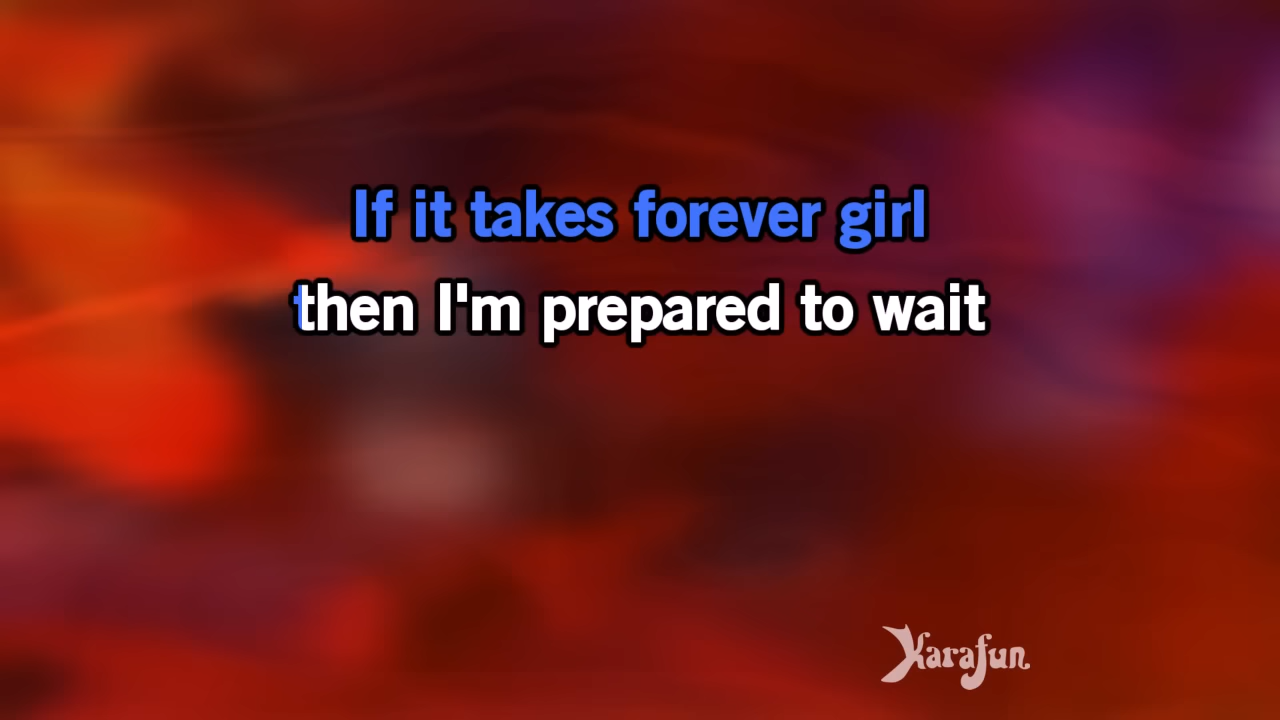 If it takes forever girl
then I'm prepared to wait
Karafun